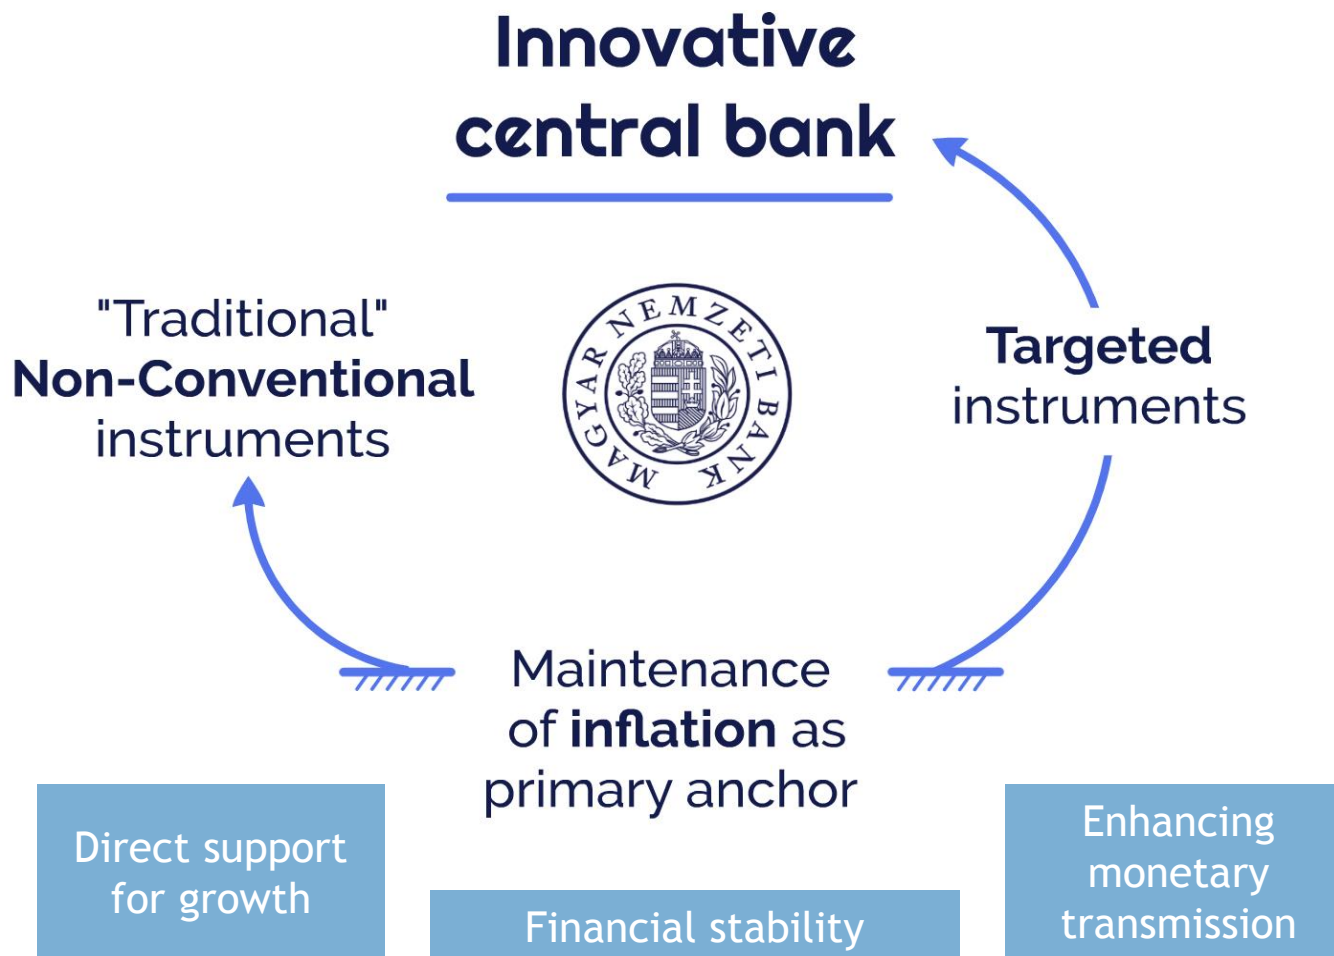 Innovative
central bank
"Traditional"
Non-Conventional
instruments
MAGYAR NEMZETI BANK
Targeted
instruments
Maintenance
of inflation as
primary anchor
Direct support
for growth
Financial stability
Enhancing
monetary
transmission